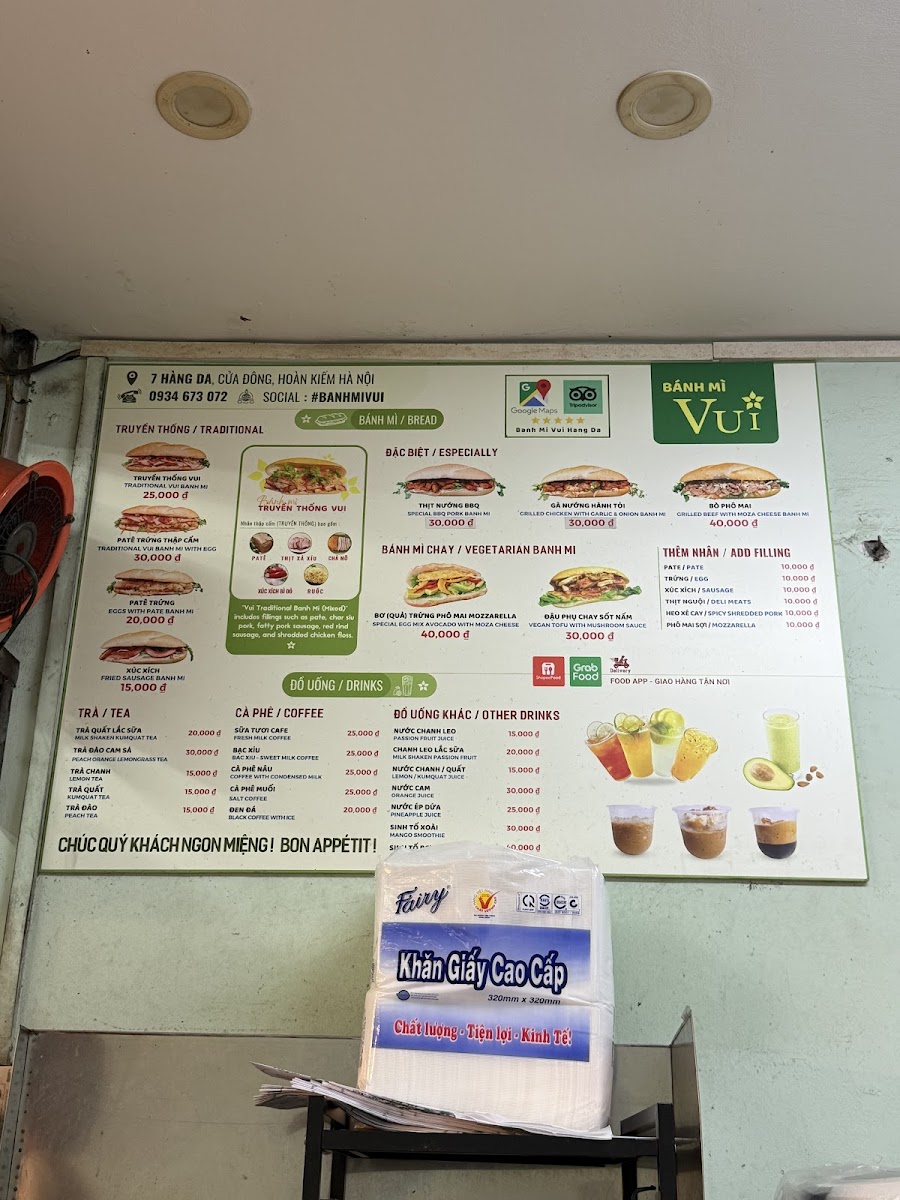 7 HÀNG DA, CỬA ĐÔNG, HOÀN KIẾM HÀ NỘI
0934 673 072 SOCIAL : #BANHMIVUI
Google Maps
Tripadvisor
Banh Mi Vui Hang Da
BÁNH MÌ
Vui
BÁNH MÌ / BREAD
TRUYỀN THỐNG / TRADITIONAL
TRUYỀN THỐNG VUI
TRADITIONAL VUI BANH MI
25,000 ₫
PATÊ TRỨNG THẬP CẨM
TRADITIONAL VUI BANH MI WITH EGG
30,000 ₫
PATÊ TRỨNG
EGGS WITH PATE BANH MI
20,000 ₫
XÚC XÍCH
FRIED SAUSAGE BANH MI
15,000 ₫
Bánh mì
TRUYỀN THỐNG VUI
Nhân thập cẩm (TRUYỀN THỐNG) bao gồm :
PATÊ
THỊT XÁ XÍU
CHẢ MỠ
XÚC XÍCH BÌ ĐỎ
RUỐC
"Vui Traditional Banh Mi (Mixed)"
includes fillings such as pate, char siu
pork, fatty pork sausage, red rind
sausage, and shredded chicken floss.
ĐẶC BIỆT / ESPECIALLY
THỊT NƯỚNG BBQ
SPECIAL BBQ PORK BANH MI
30,000 ₫
GÀ NƯỚNG HÀNH TỎI
GRILLED CHICKEN WITH GARLIC & ONION BANH MI
30,000 ₫
BÒ PHÔ MAI
GRILLED BEEF WITH MOZA CHEESE BANH MI
40,000 ₫
BÁNH MÌ CHAY / VEGETARIAN BANH MI
BƠ (QUẢ) TRỨNG PHÔ MAI MOZZARELLA
SPECIAL EGG MIX AVOCADO WITH MOZA CHEESE
40,000 ₫
ĐẬU PHỤ CHAY SỐT NẤM
VEGAN TOFU WITH MUSHROOM SAUCE
30,000 ₫
THÊM NHÂN / ADD FILLING
PATE / PATE 10,000 ₫
TRỨNG / EGG 10,000 ₫
XÚC XÍCH / SAUSAGE 10,000 ₫
THỊT NGUỘI / DELI MEATS 10,000 ₫
HEO XÉ CAY / SPICY SHREDDED PORK 10,000 ₫
PHÔ MAI SỢI / MOZZARELLA 10,000 ₫
ĐỒ UỐNG / DRINKS
ShopeeFood
Grab
Food
Delivery
FOOD APP - GIAO HÀNG TẬN NƠI
TRÀ / TEA
TRÀ QUẤT LẮC SỮA 20,000 ₫
MILK SHAKEN KUMQUAT TEA
TRÀ ĐÀO CAM SẢ 30,000 ₫
PEACH ORANGE LEMONGRASS TEA
TRÀ CHANH 15,000 ₫
LEMON TEA
TRÀ QUẤT 15,000 ₫
KUMQUAT TEA
TRÀ ĐÀO 15,000 ₫
PEACH TEA
CÀ PHÊ / COFFEE
SỮA TƯƠI CAFE 25,000 ₫
FRESH MILK COFFEE
BẠC XỈU 25,000 ₫
BAC XIU - SWEET MILK COFFEE
CÀ PHÊ NÂU 25,000 ₫
COFFEE WITH CONDENSED MILK
CÀ PHÊ MUỐI 25,000 ₫
SALT COFFEE
ĐEN ĐÁ 20,000 ₫
BLACK COFFEE WITH ICE
ĐỒ UỐNG KHÁC / OTHER DRINKS
NƯỚC CHANH LEO 15,000 ₫
PASSION FRUIT JUICE
CHANH LEO LẮC SỮA 20,000 ₫
MILK SHAKEN PASSION FRUIT
NƯỚC CHANH / QUẤT 15,000 ₫
LEMON / KUMQUAT JUICE
NƯỚC CAM 30,000 ₫
ORANGE JUICE
NƯỚC ÉP DỨA 25,000 ₫
PINEAPPLE JUICE
SINH TỐ XOÀI 30,000 ₫
MANGO SMOOTHIE
SINH TỐ 40,000 ₫
CHÚC QUÝ KHÁCH NGON MIỆNG ! BON APPÉTIT !
Fairy
Khăn Giấy Cao Cấp
320mm x 320mm
Chất lượng - Tiện lợi - Kinh Tế!